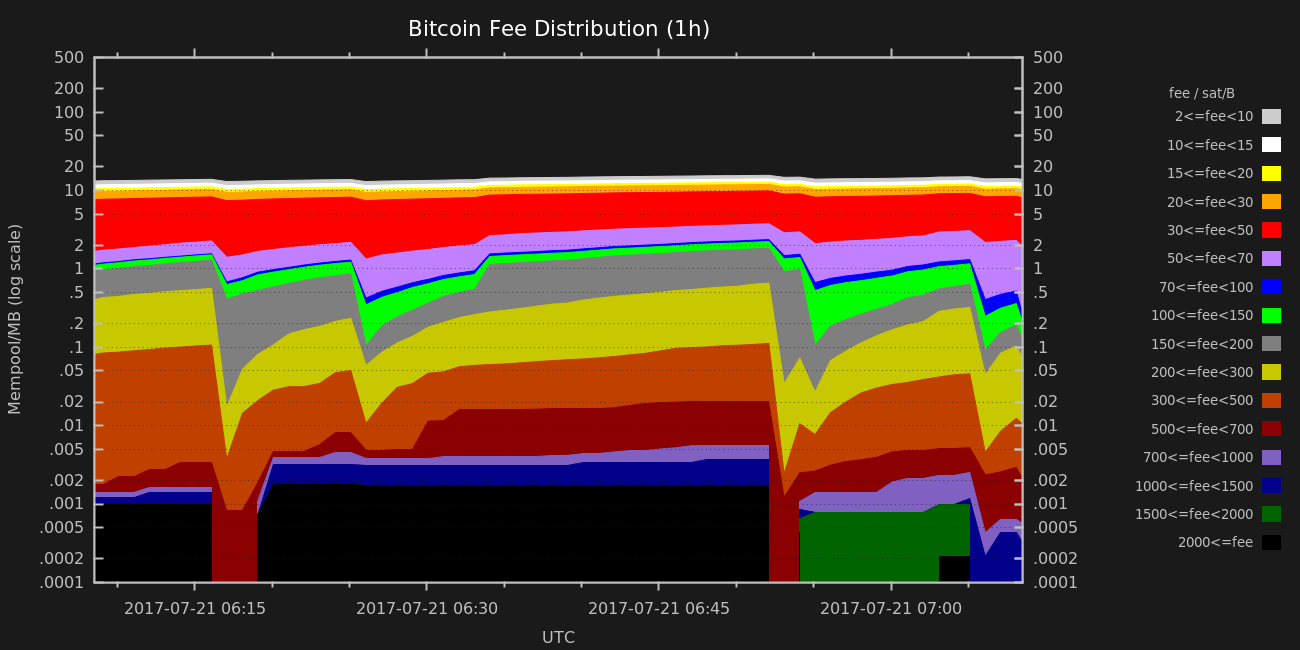 Bitcoin Fee Distribution (1h)
500 500
200 200
100 100
50 50
20 20
10 10
5 5
2 2
1 1
.5 .5
.2 .2
.1 .1
.05 .05
.02 .02
.01 .01
.005 .005
.002 .002
.001 .001
.0005 .0005
.0002 .0002
.0001 .0001
Mempool/MB (log scale)
2017-07-21 06:15 2017-07-21 06:30 2017-07-21 06:45 2017-07-21 07:00
UTC
fee / sat/B
2<=fee<10
10<=fee<15
15<=fee<20
20<=fee<30
30<=fee<50
50<=fee<70
70<=fee<100
100<=fee<150
150<=fee<200
200<=fee<300
300<=fee<500
500<=fee<700
700<=fee<1000
1000<=fee<1500
1500<=fee<2000
2000<=fee